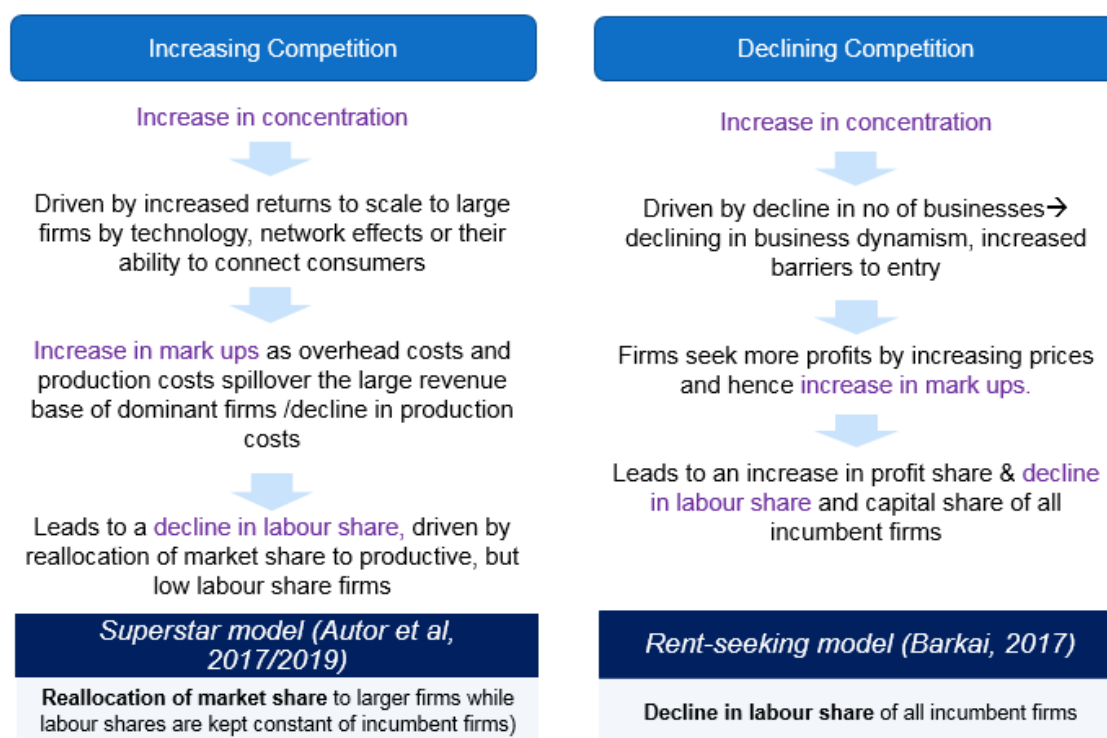 Increasing Competition
Increase in concentration
Driven by increased returns to scale to large
firms by technology, network effects or their
ability to connect consumers
Increase in mark ups as overhead costs and
production costs spillover the large revenue
base of dominant firms /decline in production
costs
Leads to a decline in labour share, driven by
reallocation of market share to productive, but
low labour share firms
Superstar model (Autor et al,
2017/2019)
Reallocation of market share to larger firms while
labour shares are kept constant of incumbent firms)
Declining Competition
Increase in concentration
Driven by decline in no of businesses→
declining in business dynamism, increased
barriers to entry
Firms seek more profits by increasing prices
and hence increase in mark ups.
Leads to an increase in profit share & decline
in labour share and capital share of all
incumbent firms
Rent-seeking model (Barkai, 2017)
Decline in labour share of all incumbent firms